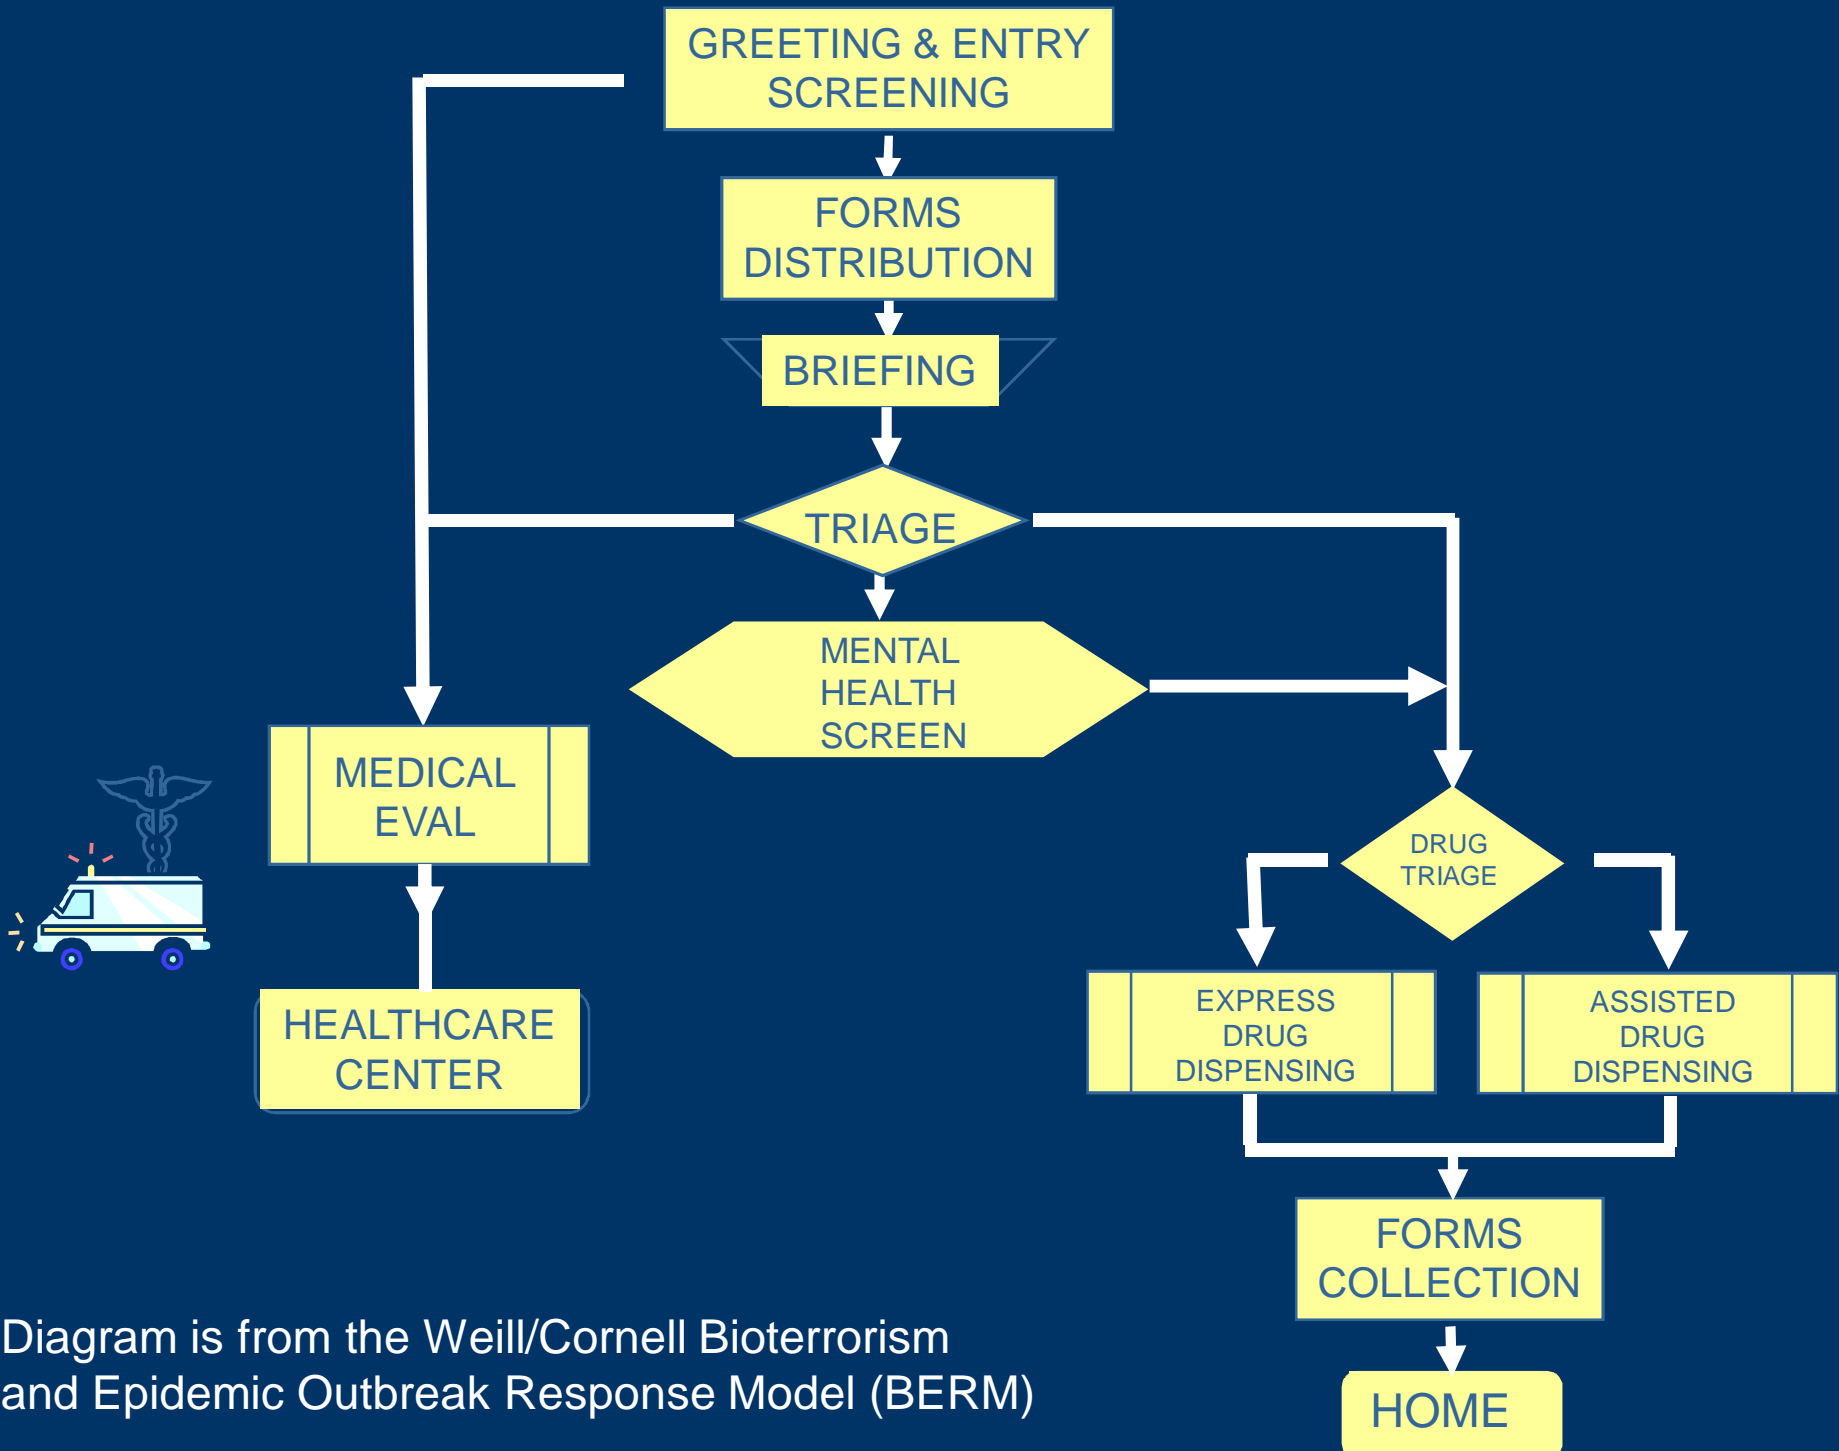 GREETING & ENTRY
SCREENING
FORMS
DISTRIBUTION
BRIEFING
TRIAGE
MENTAL
HEALTH
SCREEN
MEDICAL
EVAL
DRUG
TRIAGE
HEALTHCARE
CENTER
EXPRESS
DRUG
DISPENSING
ASSISTED
DRUG
DISPENSING
FORMS
COLLECTION
HOME
Diagram is from the Weill/Cornell Bioterrorism
and Epidemic Outbreak Response Model (BERM)